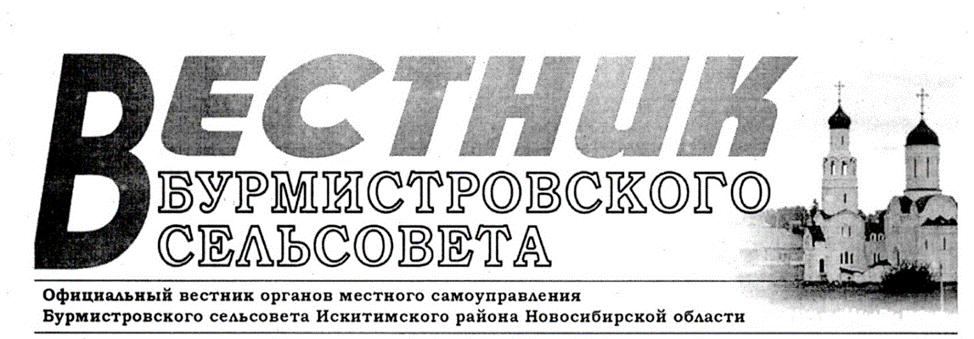 ВЕСТНИК
БУРМИСТРОВСКОГО
СЕЛЬСОВЕТА
Официальный вестник органов местного самоуправления
Бурмистровского сельсовета Искитимского района Новосибирской области